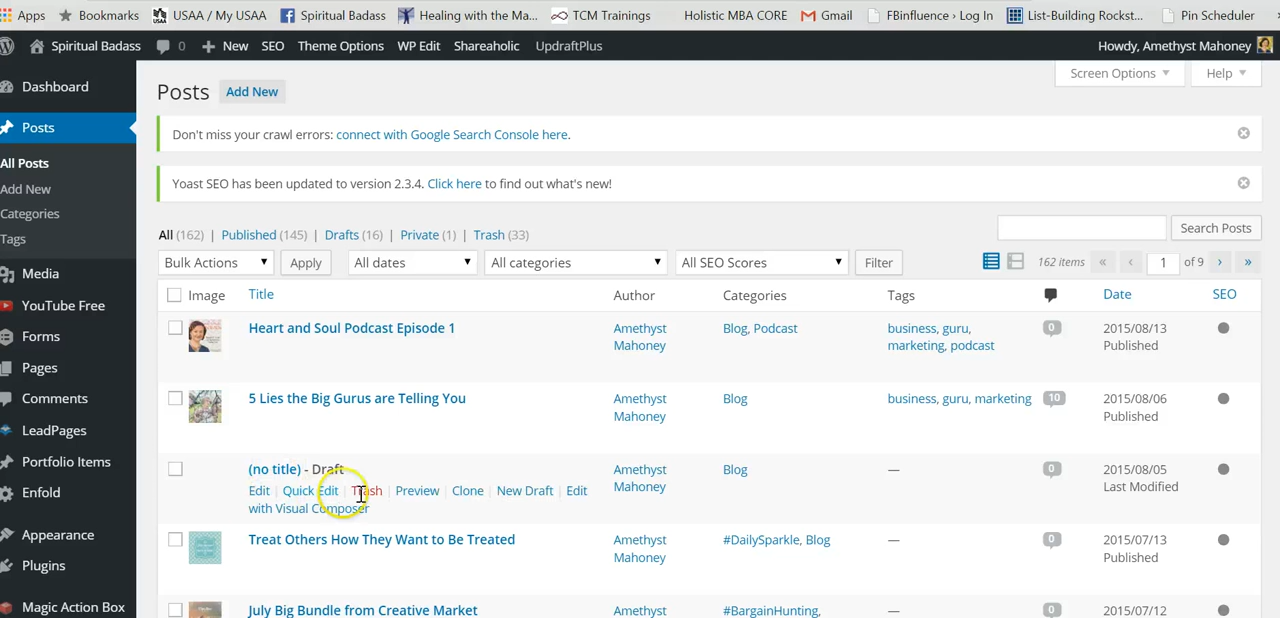 Apps Bookmarks USAA / My USAA Spiritual Badass Healing with the Ma... TCM Trainings Holistic MBA CORE Gmail FBinfluence › Log In List-Building Rockst... Pin Scheduler
Spiritual Badass 0 New SEO Theme Options WP Edit Shareaholic UpdraftPlus Howdy, Amethyst Mahoney
Screen Options Help
Dashboard
Posts
All Posts
Add New
Categories
Tags
Media
YouTube Free
Forms
Pages
Comments
LeadPages
Portfolio Items
Enfold
Appearance
Plugins
Magic Action Box
Posts Add New
Don't miss your crawl errors: connect with Google Search Console here.
Yoast SEO has been updated to version 2.3.4. Click here to find out what's new!
All (162) | Published (145) | Drafts (16) | Private (1) | Trash (33)
Search Posts
Bulk Actions Apply All dates All categories All SEO Scores Filter 162 items « ‹ 1 of 9 › »
Image Title Author Categories Tags Date SEO
Heart and Soul Podcast Episode 1 Amethyst Blog, Podcast business, guru, 0 2015/08/13
Mahoney marketing, podcast Published
5 Lies the Big Gurus are Telling You Amethyst Blog business, guru, marketing 10 2015/08/06
Mahoney Published
(no title) - Draft Amethyst Blog — 0 2015/08/05
Mahoney Last Modified
Edit | Quick Edit | Trash | Preview | Clone | New Draft | Edit
with Visual Composer
Treat Others How They Want to Be Treated Amethyst #DailySparkle, Blog — 0 2015/07/13
Mahoney Published
July Big Bundle from Creative Market Amethyst #BargainHunting, — 0 2015/07/12